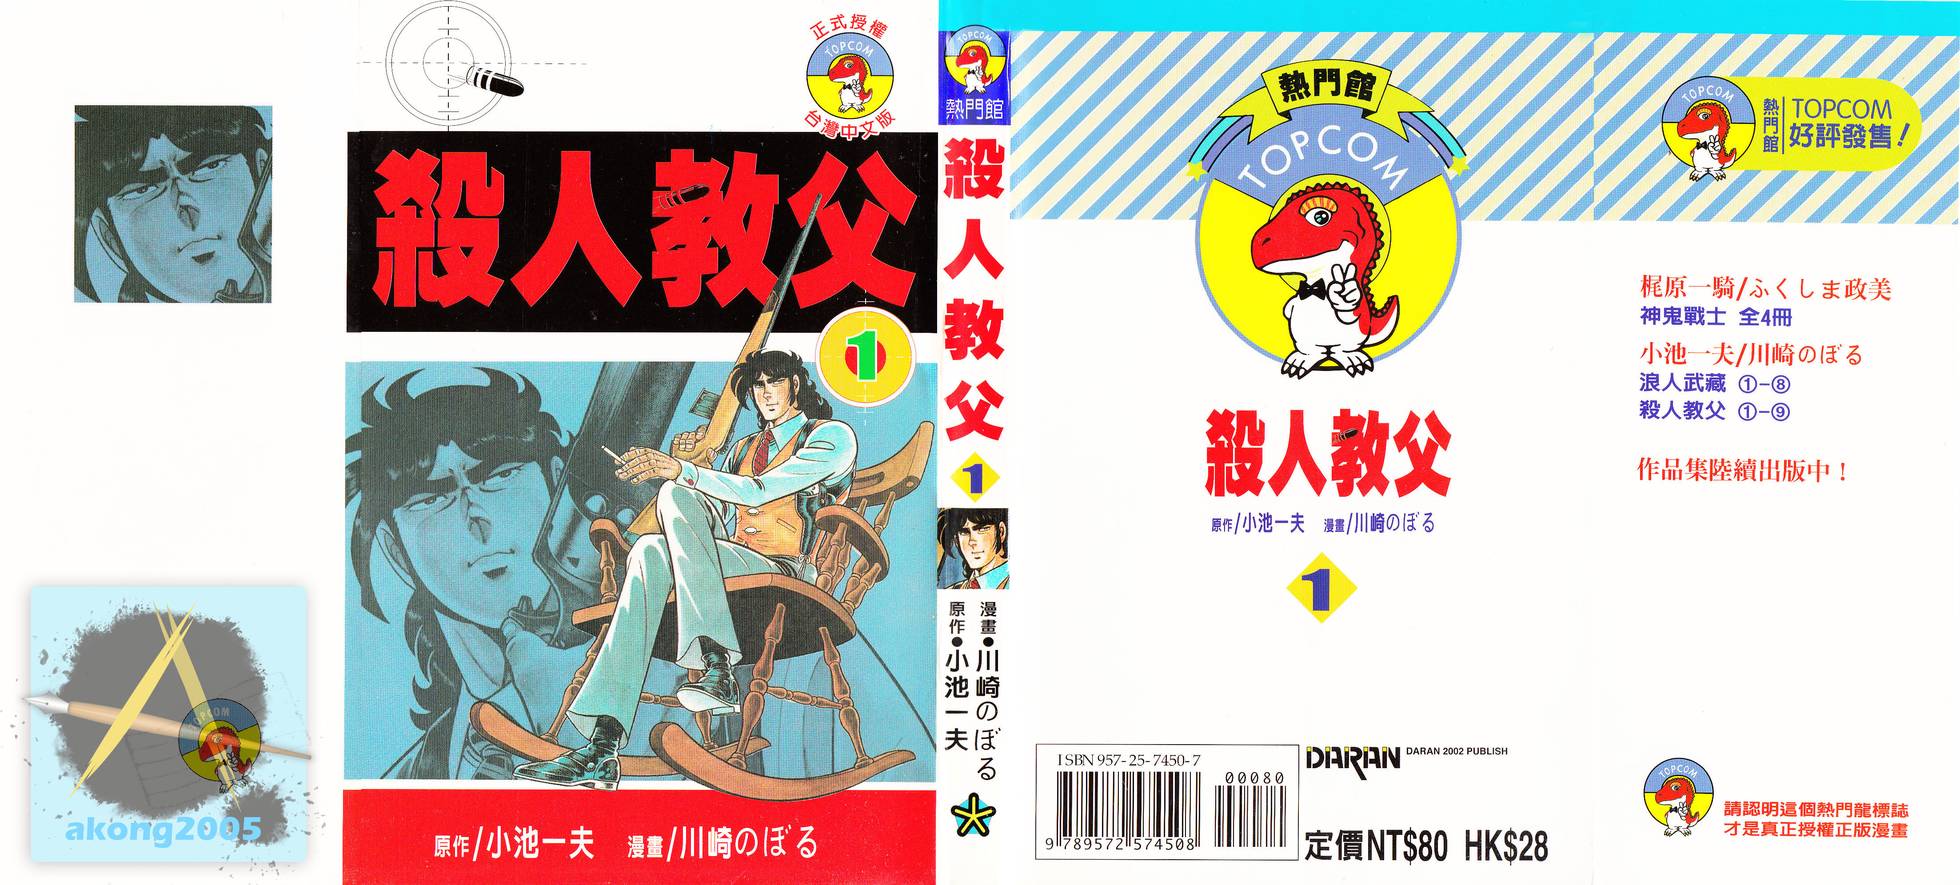 akong2005
TOPCOM
正式授權
TOPCOM
台灣中文版
殺人教父
1
原作/小池一夫 漫畫/川崎のぼる
TOPCOM
熱門館
殺人教父
1
漫畫●川崎のぼる
原作●小池一夫
熱門館
TOPCOM
殺人教父
原作/小池一夫 漫畫/川崎のぼる
1
ISBN 957-25-7450-7
00080
9 789572 574508
DARAN DARAN 2002 PUBLISH
定價NT$80 HK$28
TOPCOM
熱門館
TOPCOM
好評發售!
梶原一騎/ふくしま政美
神鬼戰士 全4冊
小池一夫/川崎のぼる
浪人武藏 ①-⑧
殺人教父 ①-⑨
作品集陸續出版中!
TOPCOM
請認明這個熱門龍標誌
才是真正授權正版漫畫